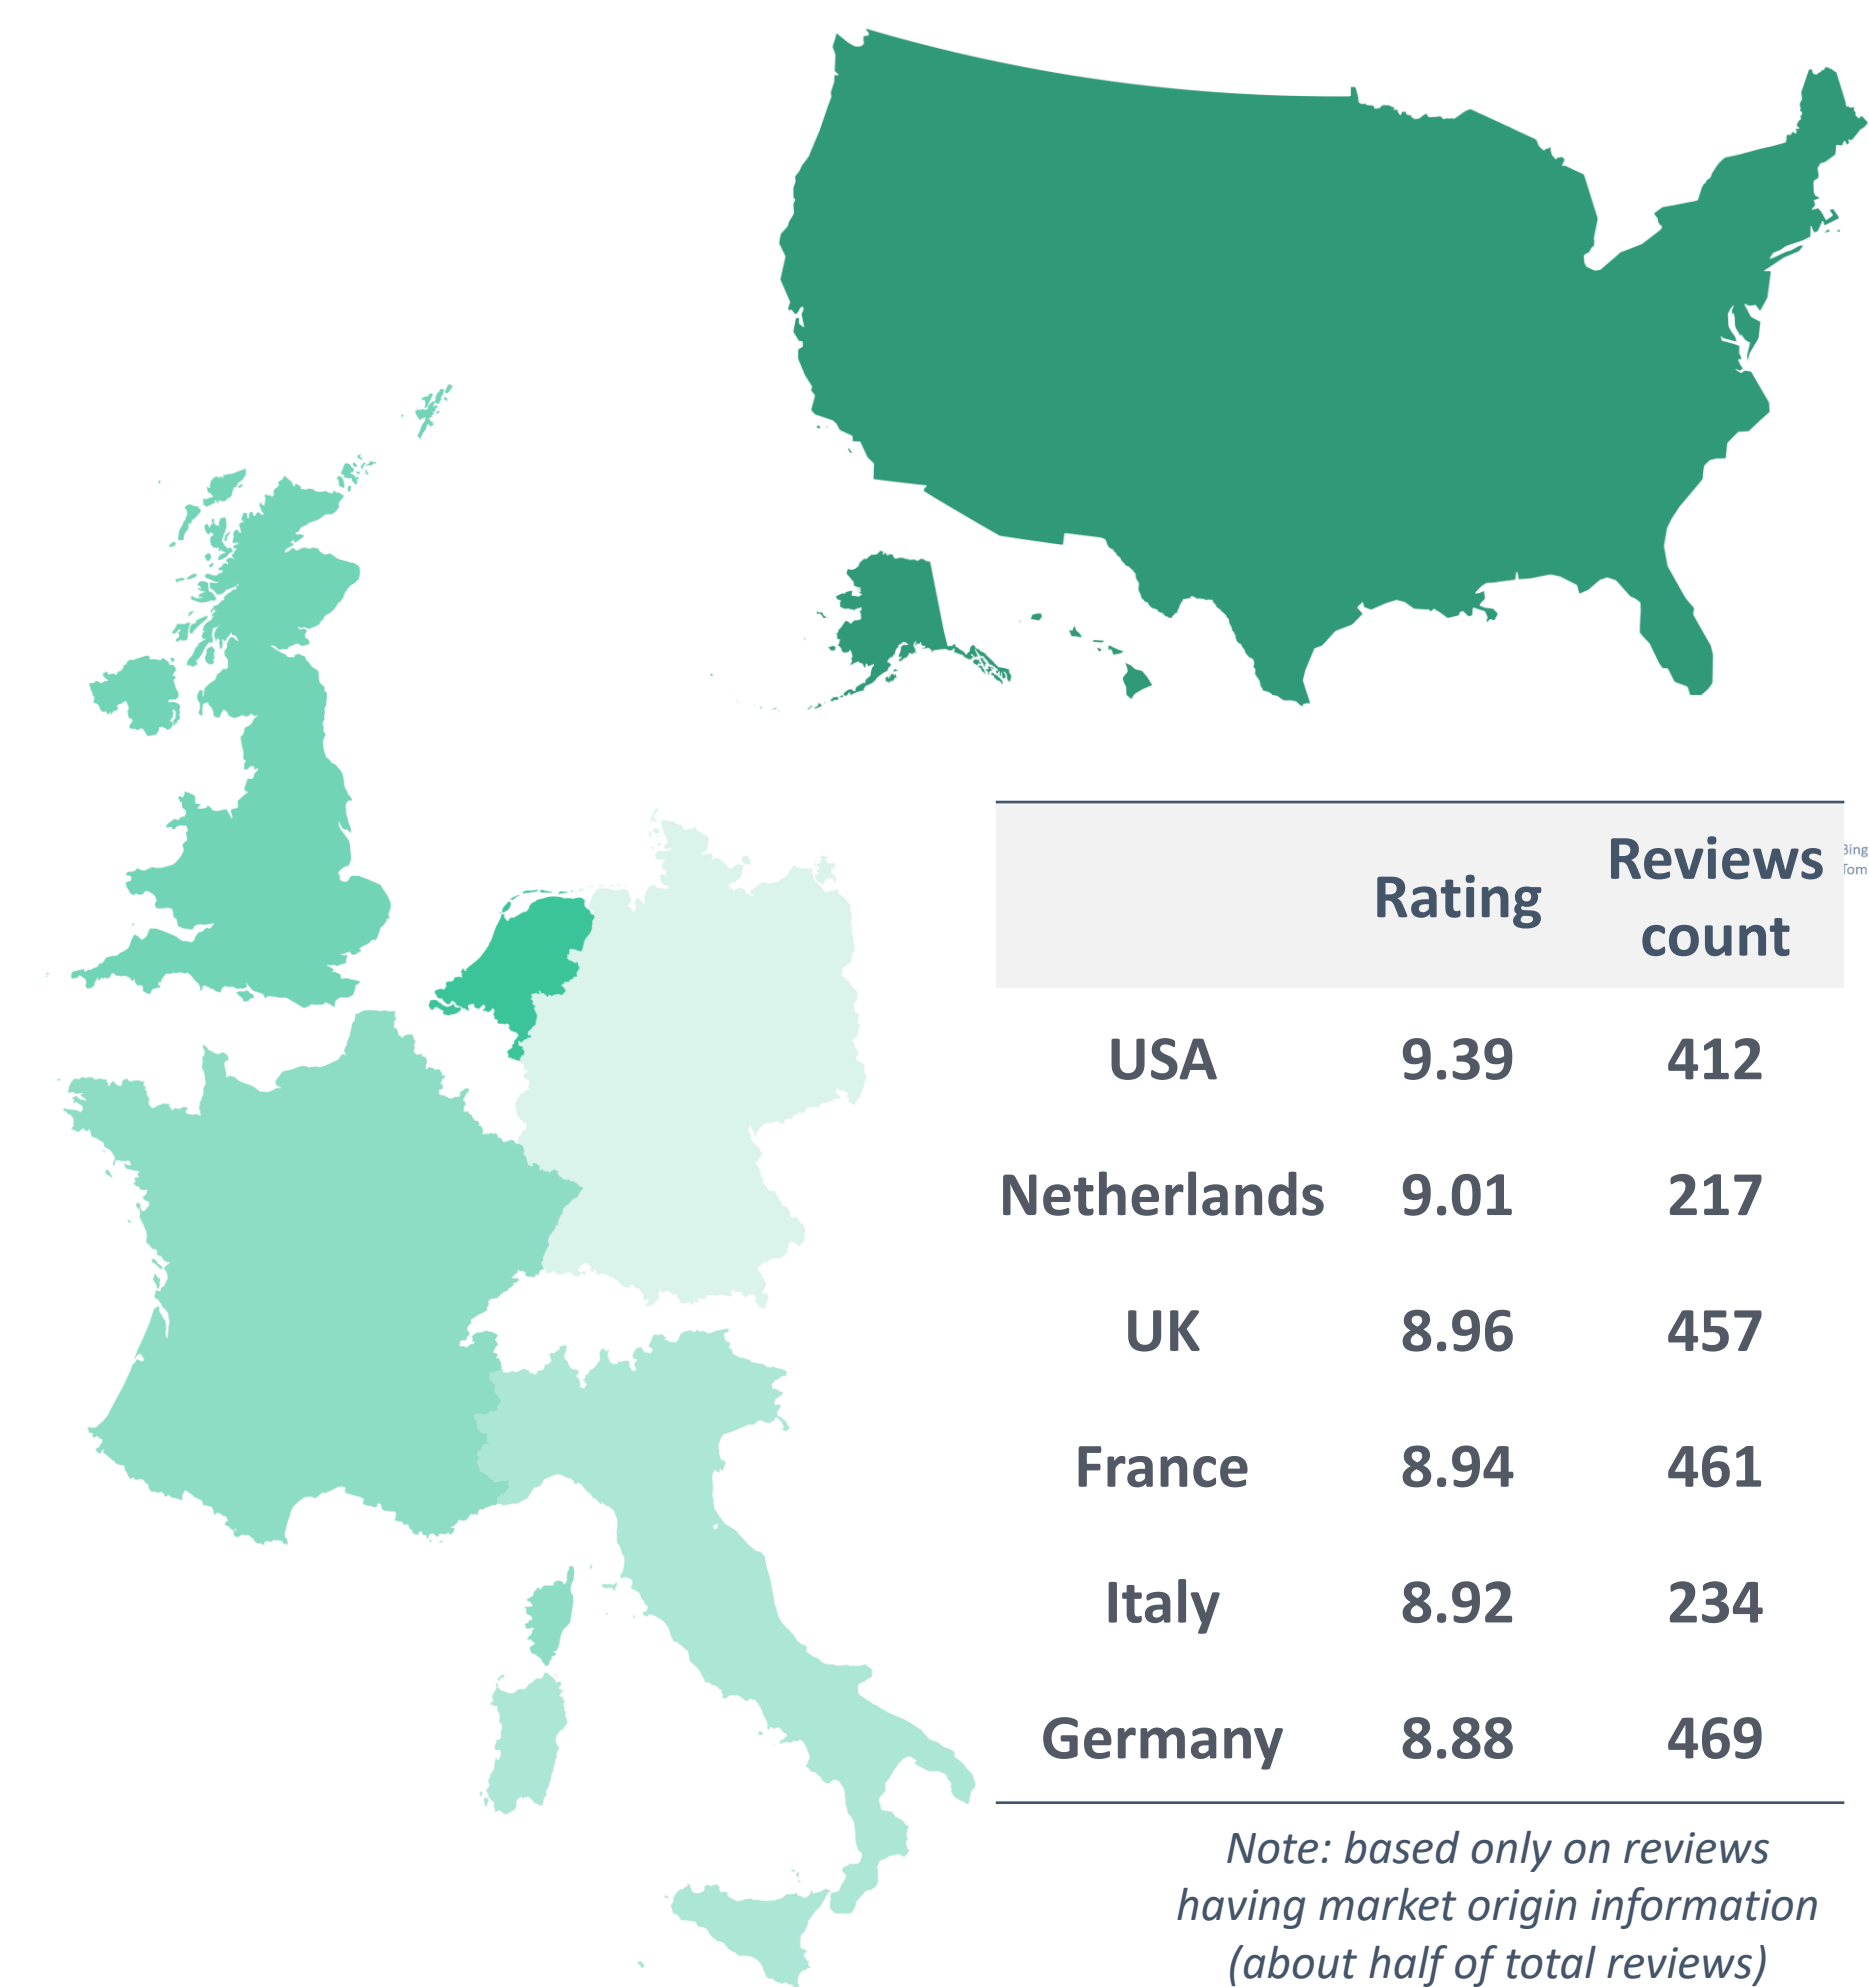 Rating
Reviews
count
Bing
Tom
USA 9.39 412
Netherlands 9.01 217
UK 8.96 457
France 8.94 461
Italy 8.92 234
Germany 8.88 469
Note: based only on reviews
having market origin information
(about half of total reviews)